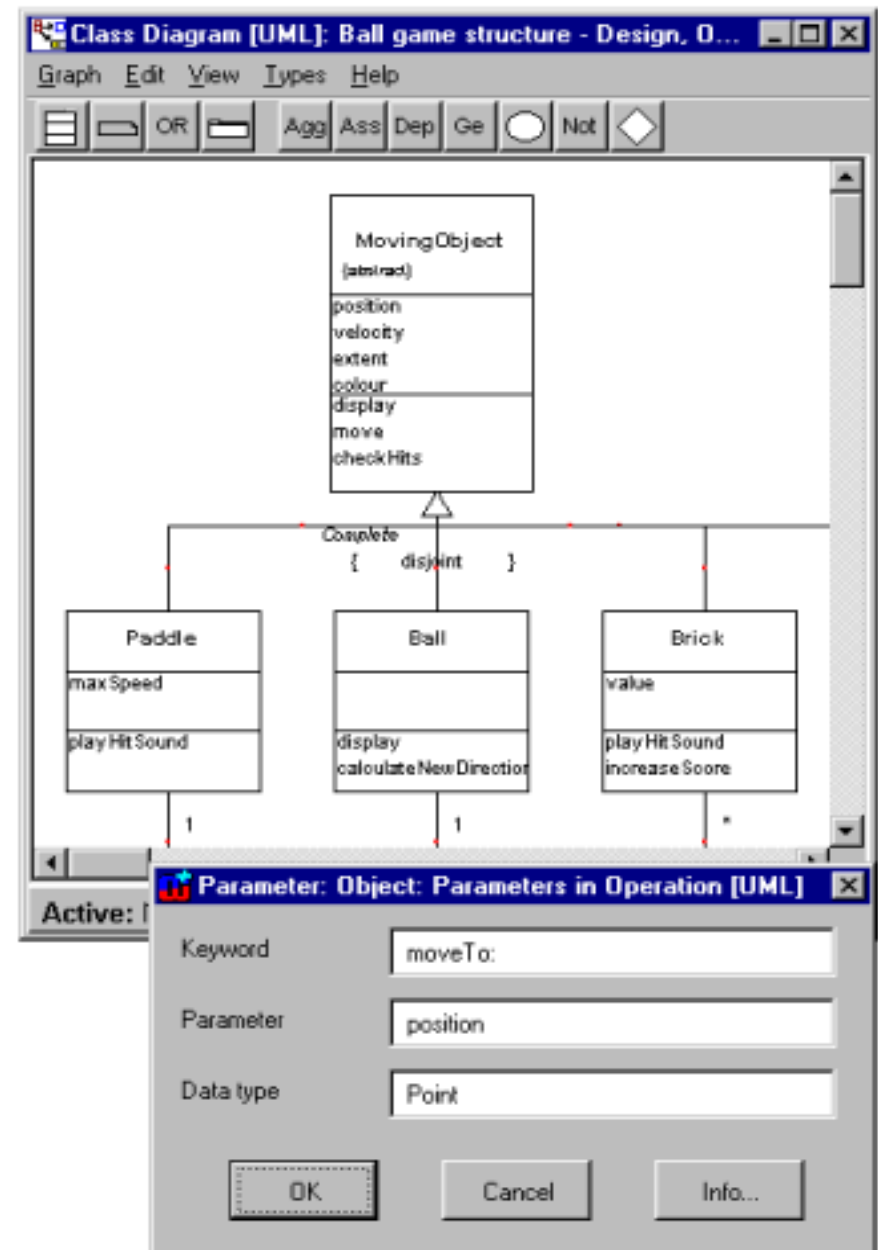 Class Diagram [UML]: Ball game structure - Design, O...
Graph Edit View Types Help
OR Agg Ass Dep Ge Not
MovingObject
{abstract}
position
velocity
extent
colour
display
move
checkHits
Complete
{ disjoint }
Paddle
maxSpeed
playHitSound
Ball
display
calculateNewDirection
Brick
value
playHitSound
increaseScore
1 1 *
Active:
Parameter: Object: Parameters in Operation [UML]
Keyword moveTo:
Parameter position
Data type Point
OK Cancel Info...